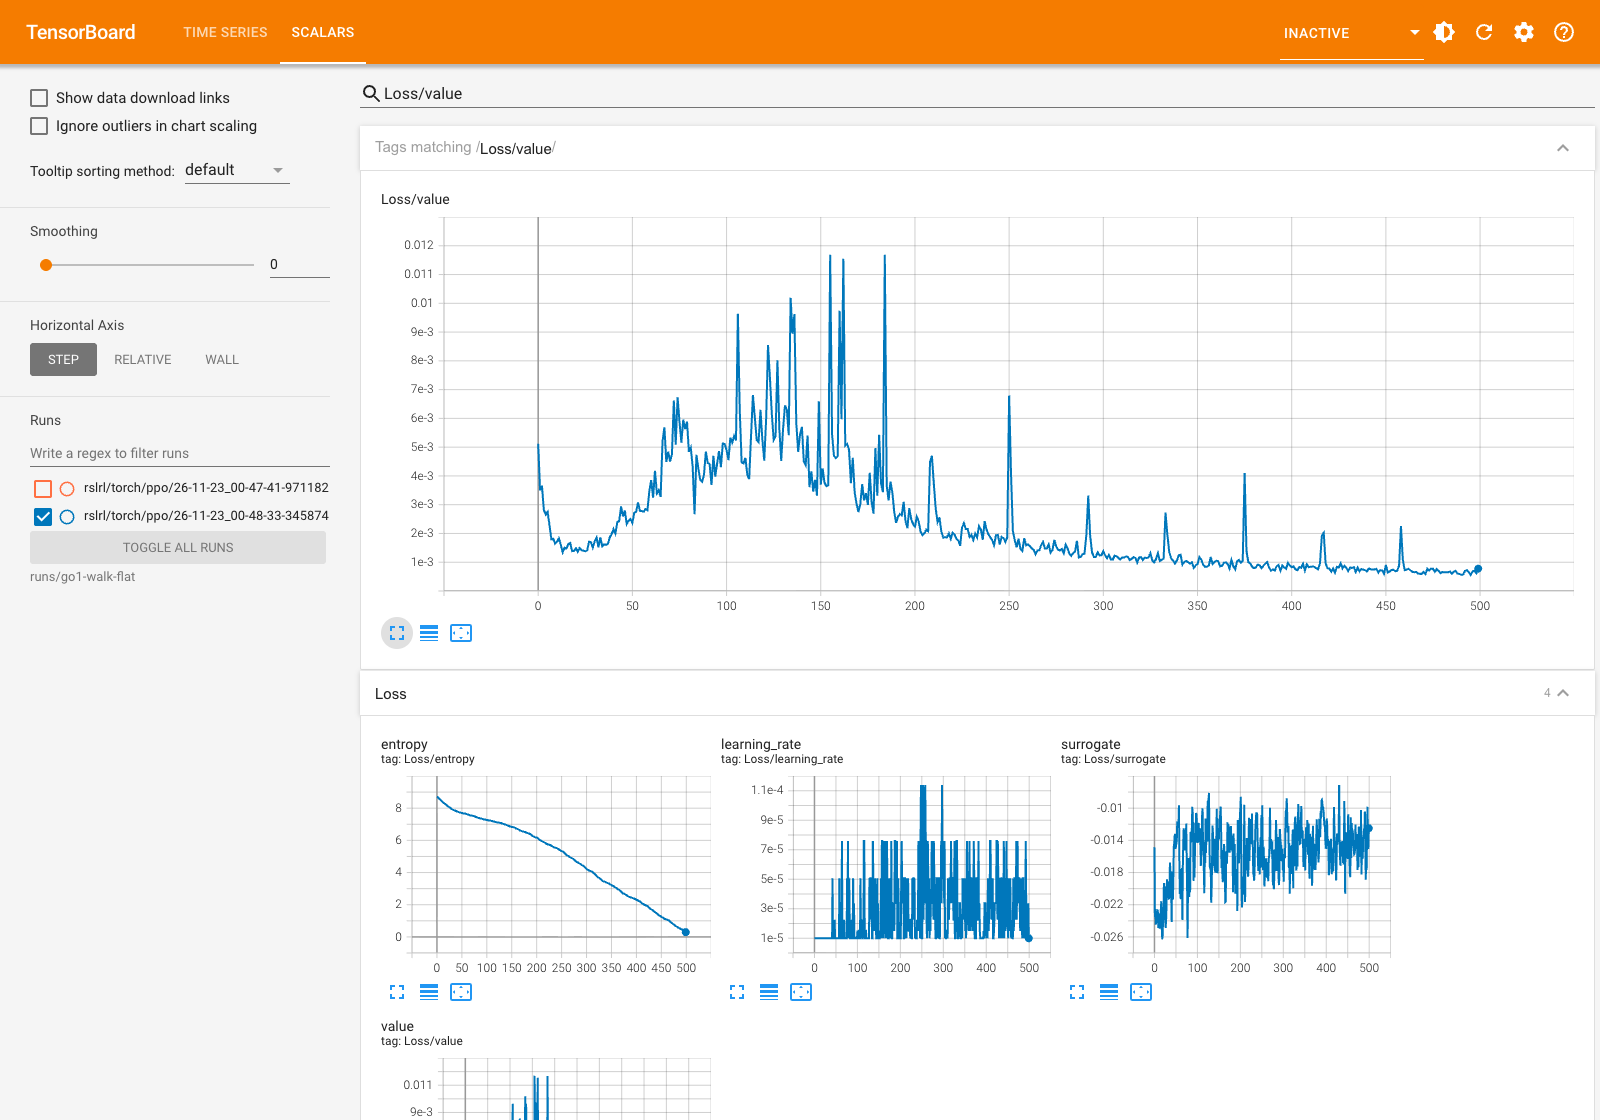 TensorBoard
TIME SERIES
SCALARS
INACTIVE
Show data download links
Ignore outliers in chart scaling
Tooltip sorting method: default
Smoothing
0
Horizontal Axis
STEP
RELATIVE
WALL
Runs
Write a regex to filter runs
rslrl/torch/ppo/26-11-23_00-47-41-971182
rslrl/torch/ppo/26-11-23_00-48-33-345874
TOGGLE ALL RUNS
runs/go1-walk-flat
Loss/value
Tags matching /Loss/value/
Loss/value
0.012
0.011
0.01
9e-3
8e-3
7e-3
6e-3
5e-3
4e-3
3e-3
2e-3
1e-3
0 50 100 150 200 250 300 350 400 450 500
Loss
4
entropy
tag: Loss/entropy
8
6
4
2
0
0 50 100 150 200 250 300 350 400 450 500
learning_rate
tag: Loss/learning_rate
1.1e-4
9e-5
7e-5
5e-5
3e-5
1e-5
0 100 200 300 400 500
surrogate
tag: Loss/surrogate
-0.01
-0.014
-0.018
-0.022
-0.026
0 100 200 300 400 500
value
tag: Loss/value
0.011
9e-3